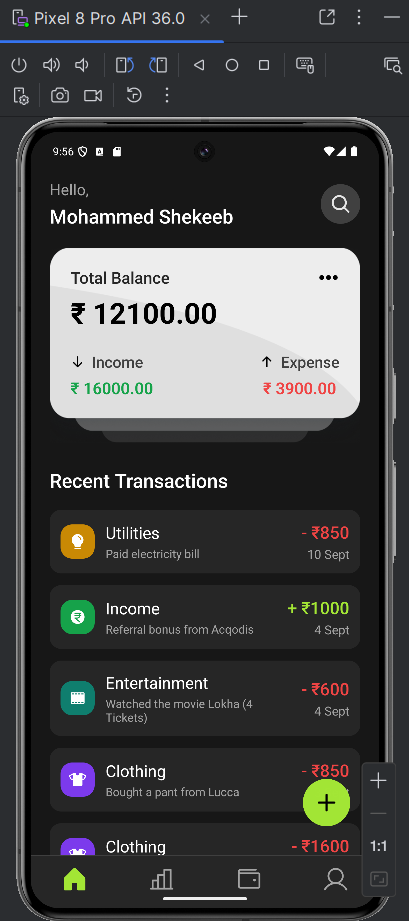 Pixel 8 Pro API 36.0
9:56
Hello,
Mohammed Shekeeb
Total Balance
₹ 12100.00
Income
Expense
₹ 16000.00
₹ 3900.00
Recent Transactions
Utilities
- ₹850
Paid electricity bill
10 Sept
Income
+ ₹1000
Referral bonus from Acqodis
4 Sept
Entertainment
- ₹600
Watched the movie Lokha (4
Tickets)
4 Sept
Clothing
- ₹850
Bought a pant from Lucca
Clothing
- ₹1600
1:1